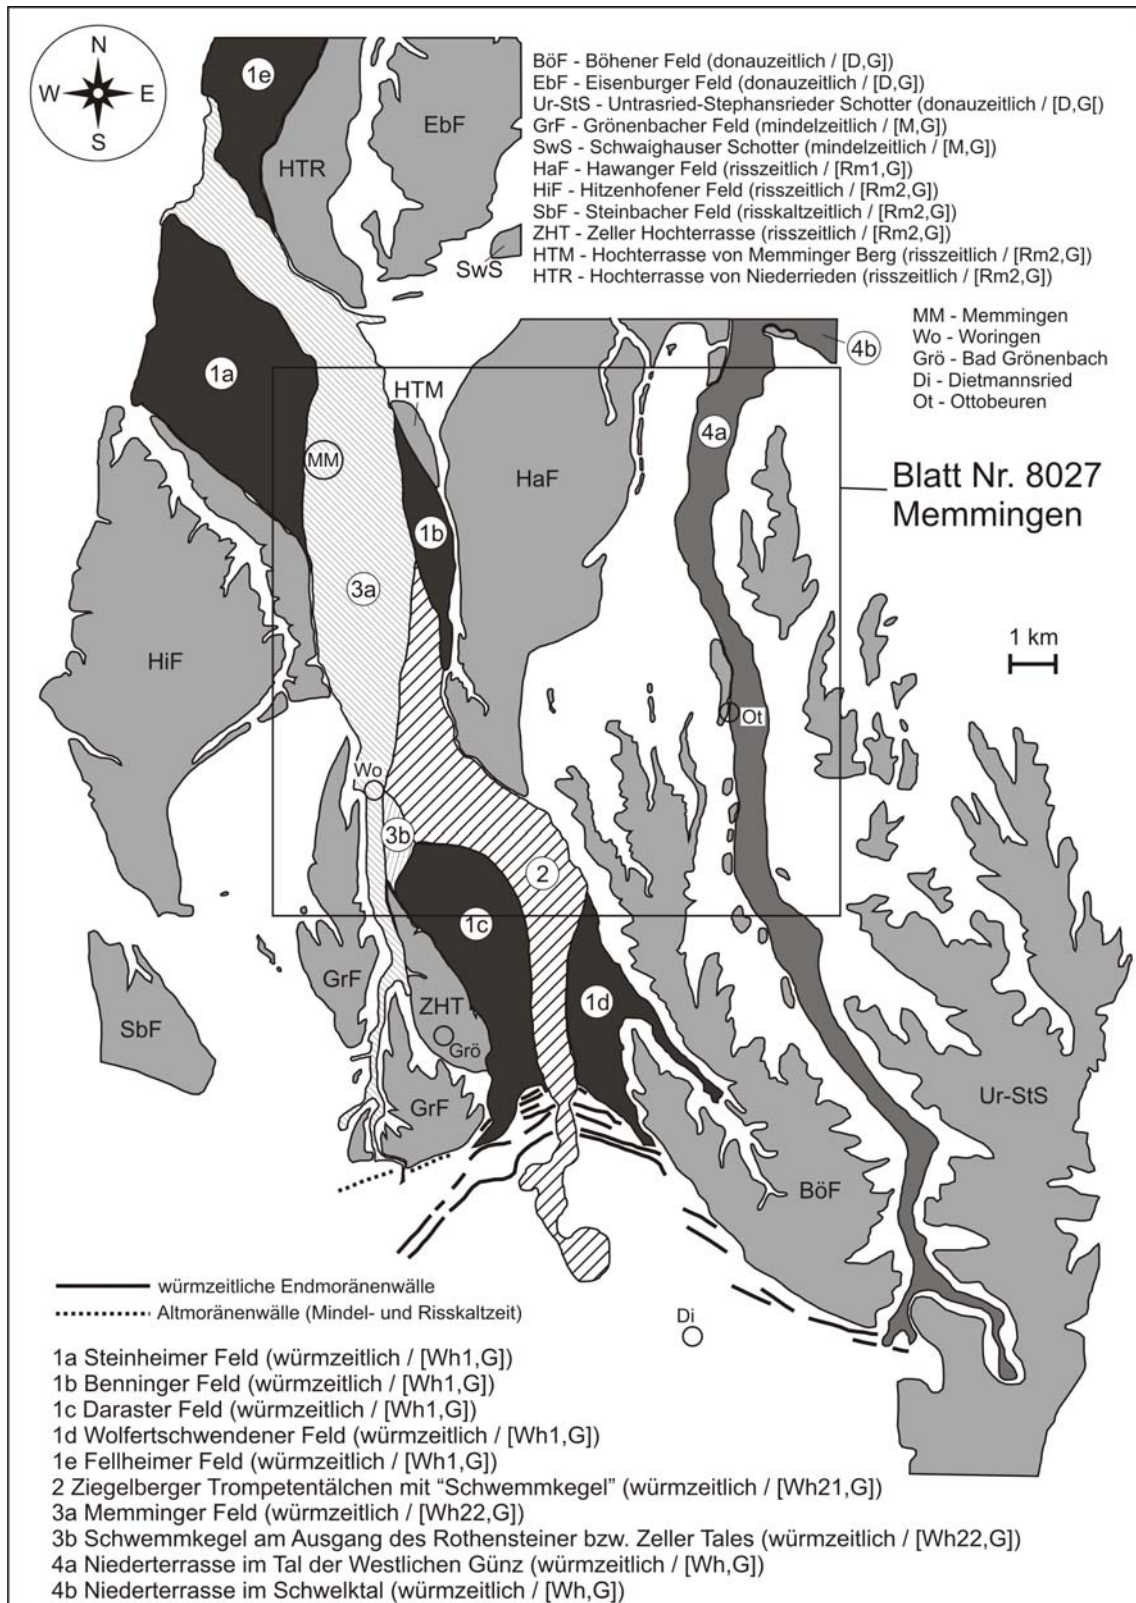 N
W
E
S
1e
HTR
EbF
SwS
BöF - Böhener Feld (donauzeitlich / [D,G])
EbF - Eisenburger Feld (donauzeitlich / [D,G])
Ur-StS - Untrasried-Stephansrieder Schotter (donauzeitlich / [D,G[)
GrF - Grönenbacher Feld (mindelzeitlich / [M,G])
SwS - Schwaighauser Schotter (mindelzeitlich / [M,G])
HaF - Hawanger Feld (risszeitlich / [Rm1,G])
HiF - Hitzenhofener Feld (risszeitlich / [Rm2,G])
SbF - Steinbacher Feld (risskaltzeitlich / [Rm2,G])
ZHT - Zeller Hochterrasse (risszeitlich / [Rm2,G])
HTM - Hochterrasse von Memminger Berg (risszeitlich / [Rm2,G])
HTR - Hochterrasse von Niederrieden (risszeitlich / [Rm2,G])
MM - Memmingen
Wo - Woringen
Grö - Bad Grönenbach
Di - Dietmannsried
Ot - Ottobeuren
4b
1a
HTM
4a
MM
HaF
Blatt Nr. 8027
Memmingen
1b
3a
1 km
HiF
Ot
Wo
3b
2
1c
GrF
ZHT
1d
SbF
Grö
GrF
Ur-StS
BöF
Di
würmzeitliche Endmoränenwälle
Altmoränenwälle (Mindel- und Risskaltzeit)
1a Steinheimer Feld (würmzeitlich / [Wh1,G])
1b Benninger Feld (würmzeitlich / [Wh1,G])
1c Daraster Feld (würmzeitlich / [Wh1,G])
1d Wolfertschwendener Feld (würmzeitlich / [Wh1,G])
1e Fellheimer Feld (würmzeitlich / [Wh1,G])
2 Ziegelberger Trompetentälchen mit “Schwemmkegel” (würmzeitlich / [Wh21,G])
3a Memminger Feld (würmzeitlich / [Wh22,G])
3b Schwemmkegel am Ausgang des Rothensteiner bzw. Zeller Tales (würmzeitlich / [Wh22,G])
4a Niederterrasse im Tal der Westlichen Günz (würmzeitlich / [Wh,G])
4b Niederterrasse im Schwelktal (würmzeitlich / [Wh,G])